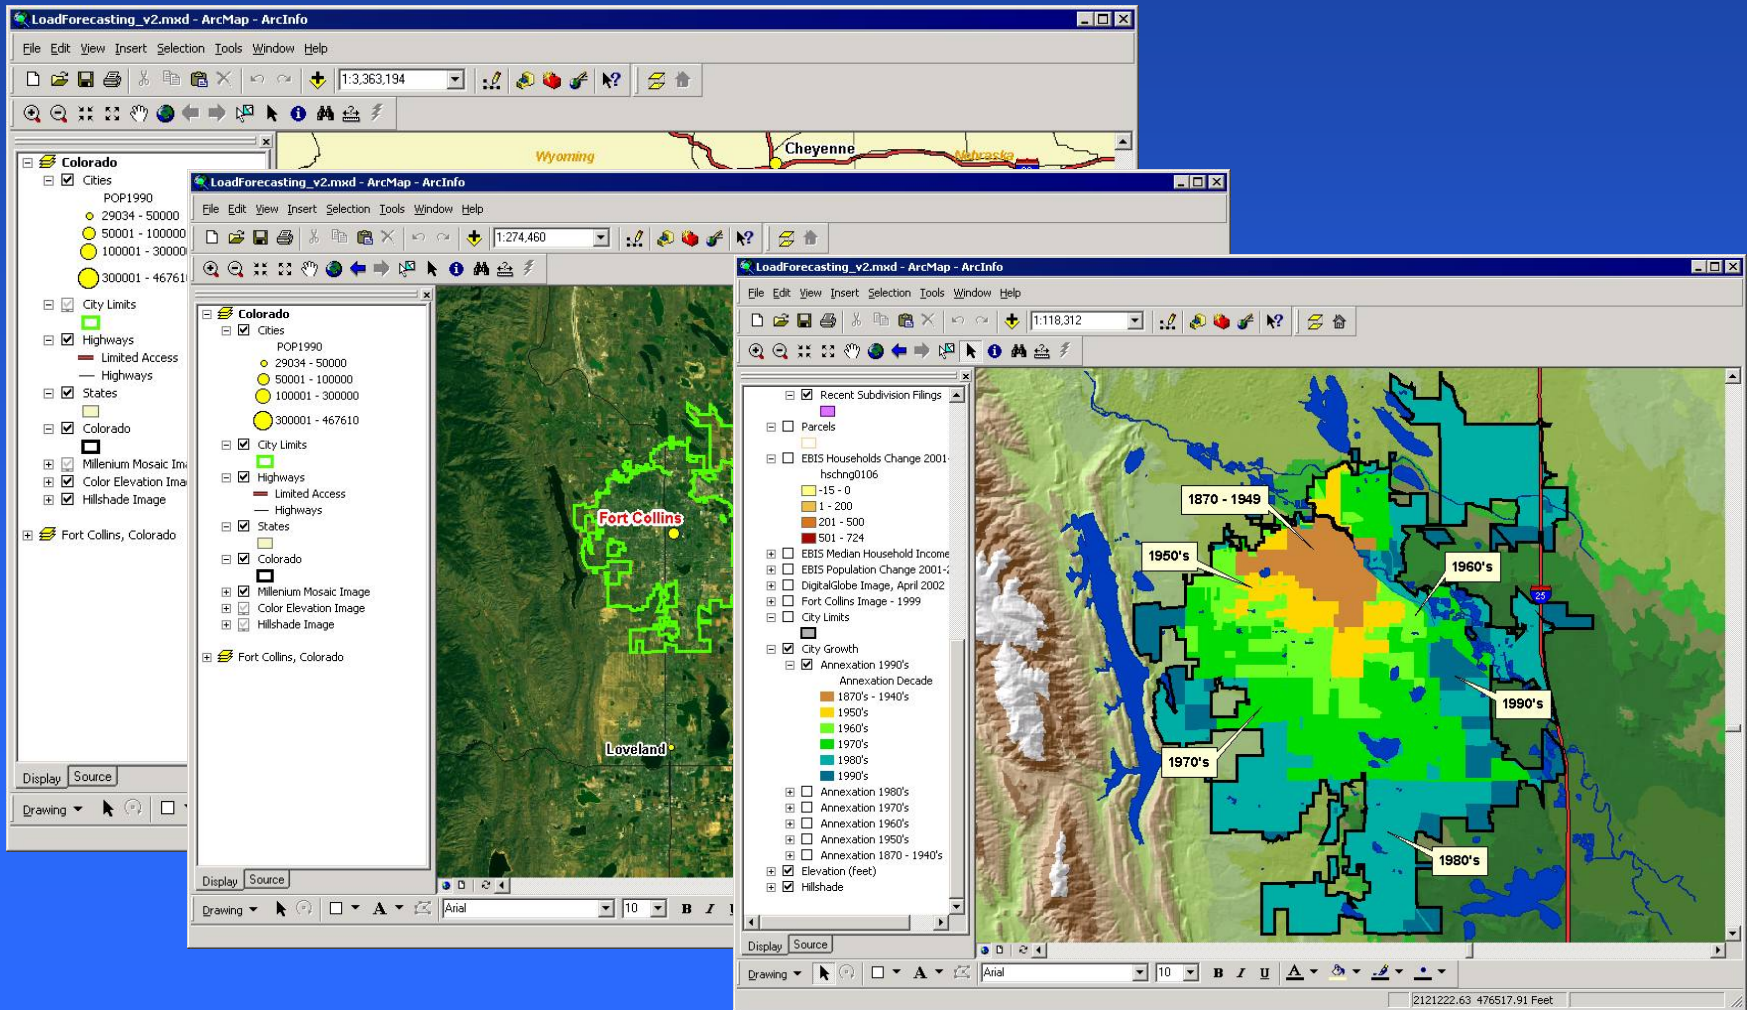 LoadForecasting_v2.mxd - ArcMap - ArcInfo
File Edit View Insert Selection Tools Window Help
1:3,363,194
Colorado
Cities
POP1990
29034 - 50000
50001 - 100000
100001 - 30000
300001 - 46761
City Limits
Highways
Limited Access
Highways
States
Colorado
Millenium Mosaic Ima
Color Elevation Ima
Hillshade Image
Fort Collins, Colorado
Display Source
Drawing
Wyoming
Cheyenne
Nebraska
LoadForecasting_v2.mxd - ArcMap - ArcInfo
File Edit View Insert Selection Tools Window Help
1:274,460
Colorado
Cities
POP1990
29034 - 50000
50001 - 100000
100001 - 300000
300001 - 467610
City Limits
Highways
Limited Access
Highways
States
Colorado
Millenium Mosaic Image
Color Elevation Image
Hillshade Image
Fort Collins, Colorado
Display Source
Drawing A Arial 10 B I
Fort Collins
Loveland
LoadForecasting_v2.mxd - ArcMap - ArcInfo
File Edit View Insert Selection Tools Window Help
1:118,312
Recent Subdivision Filings
Parcels
EBIS Households Change 2001-
hschng0106
-15 - 0
1 - 200
201 - 500
501 - 724
EBIS Median Household Income
EBIS Population Change 2001-2
DigitalGlobe Image, April 2002
Fort Collins Image - 1999
City Limits
City Growth
Annexation 1990's
Annexation Decade
1870's - 1940's
1950's
1960's
1970's
1980's
1990's
Annexation 1980's
Annexation 1970's
Annexation 1960's
Annexation 1950's
Annexation 1870 - 1940's
Elevation (feet)
Hillshade
Display Source
1870 - 1949
1950's
1960's
25
1990's
1970's
1980's
Drawing A Arial 10 B I U A
2121222.63 476517.91 Feet